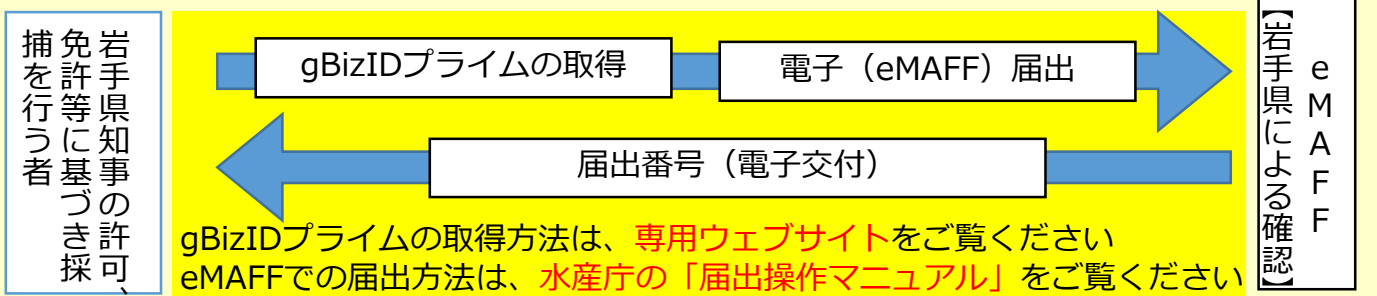 岩手県知事の許可、
免許等に基づき採
捕を行う者
gBizIDプライムの取得
電子（eMAFF）届出
届出番号（電子交付）
gBizIDプライムの取得方法は、専用ウェブサイトをご覧ください
eMAFFでの届出方法は、水産庁の「届出操作マニュアル」をご覧ください
eMAFF
【岩手県による確認】